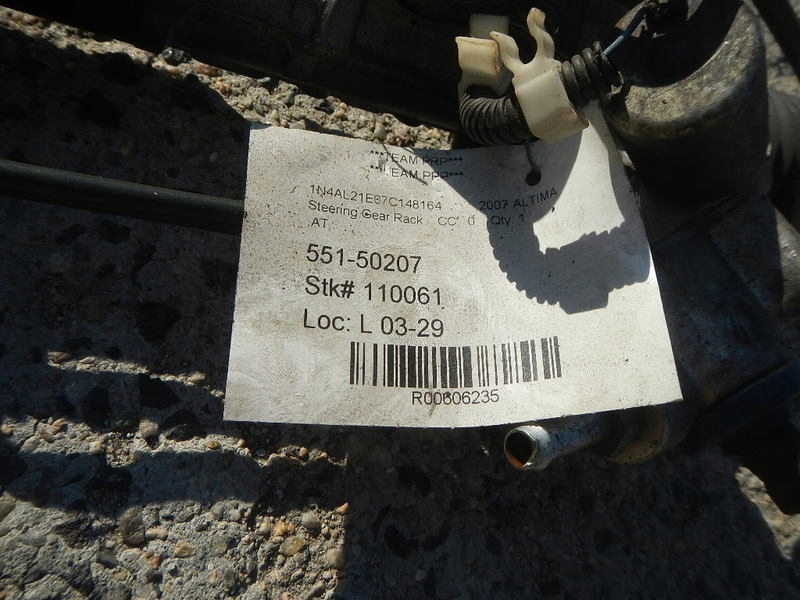 ***TEAM PRP***
***TEAM PRP***
1N4AL21E07C148164 2007 ALTIMA
Steering Gear Rack CC' 0 Qty. 1
.AT.
551-50207
Stk# 110061
Loc: L 03-29
R00606235